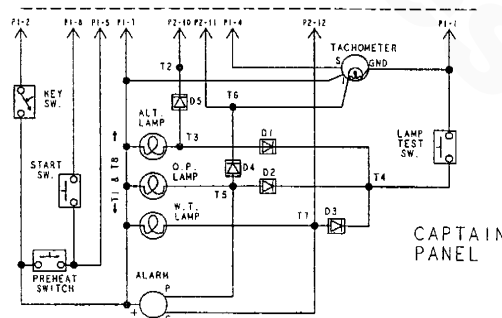 P1-2 P1-8 P1-5 P1-7 P2-10 P2-11 P1-4 P2-12 P1-1
TACHOMETER
S GND
I
T2
KEY
SW.
D5
T6
ALT.
LAMP
T3
D1
LAMP
TEST
SW.
START
SW.
T1 & T8
O.P.
LAMP
D4
D2
T5
T4
W.T.
LAMP
T7
D3
CAPTAIN
PANEL
PREHEAT
SWITCH
ALARM
P
+